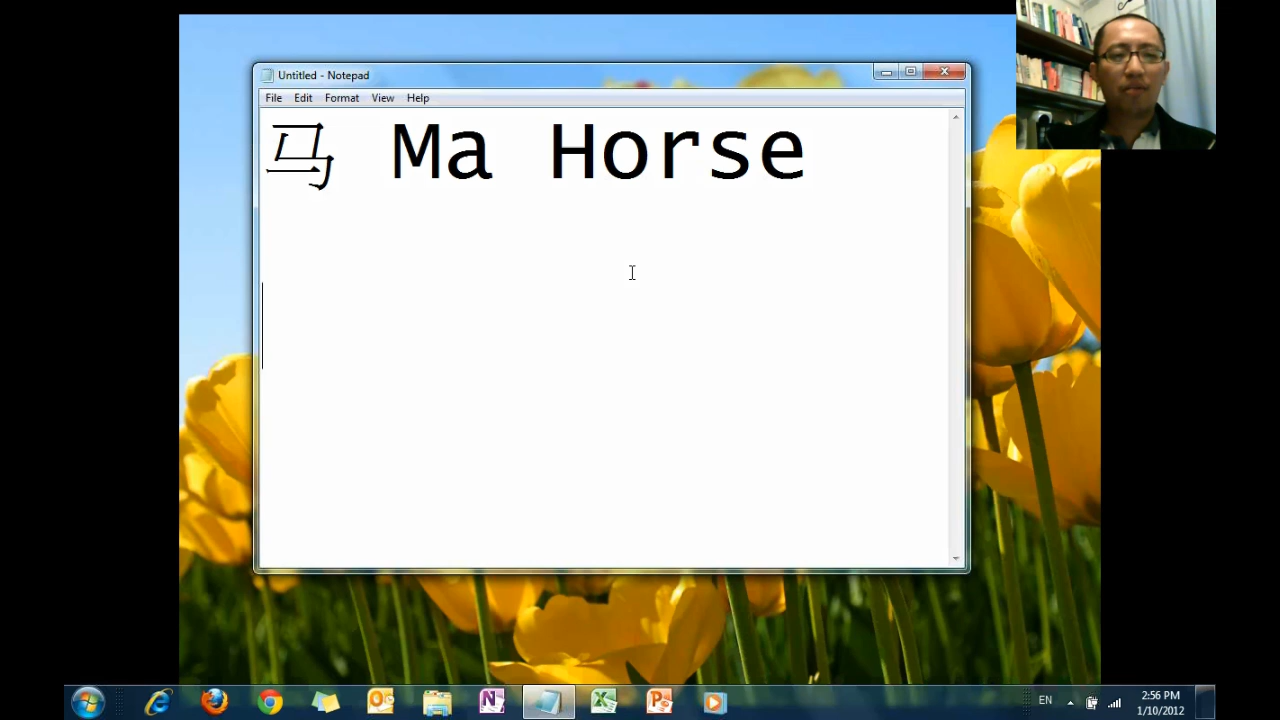 Untitled - Notepad
File Edit Format View Help
马 Ma Horse
EN
2:56 PM
1/10/2012